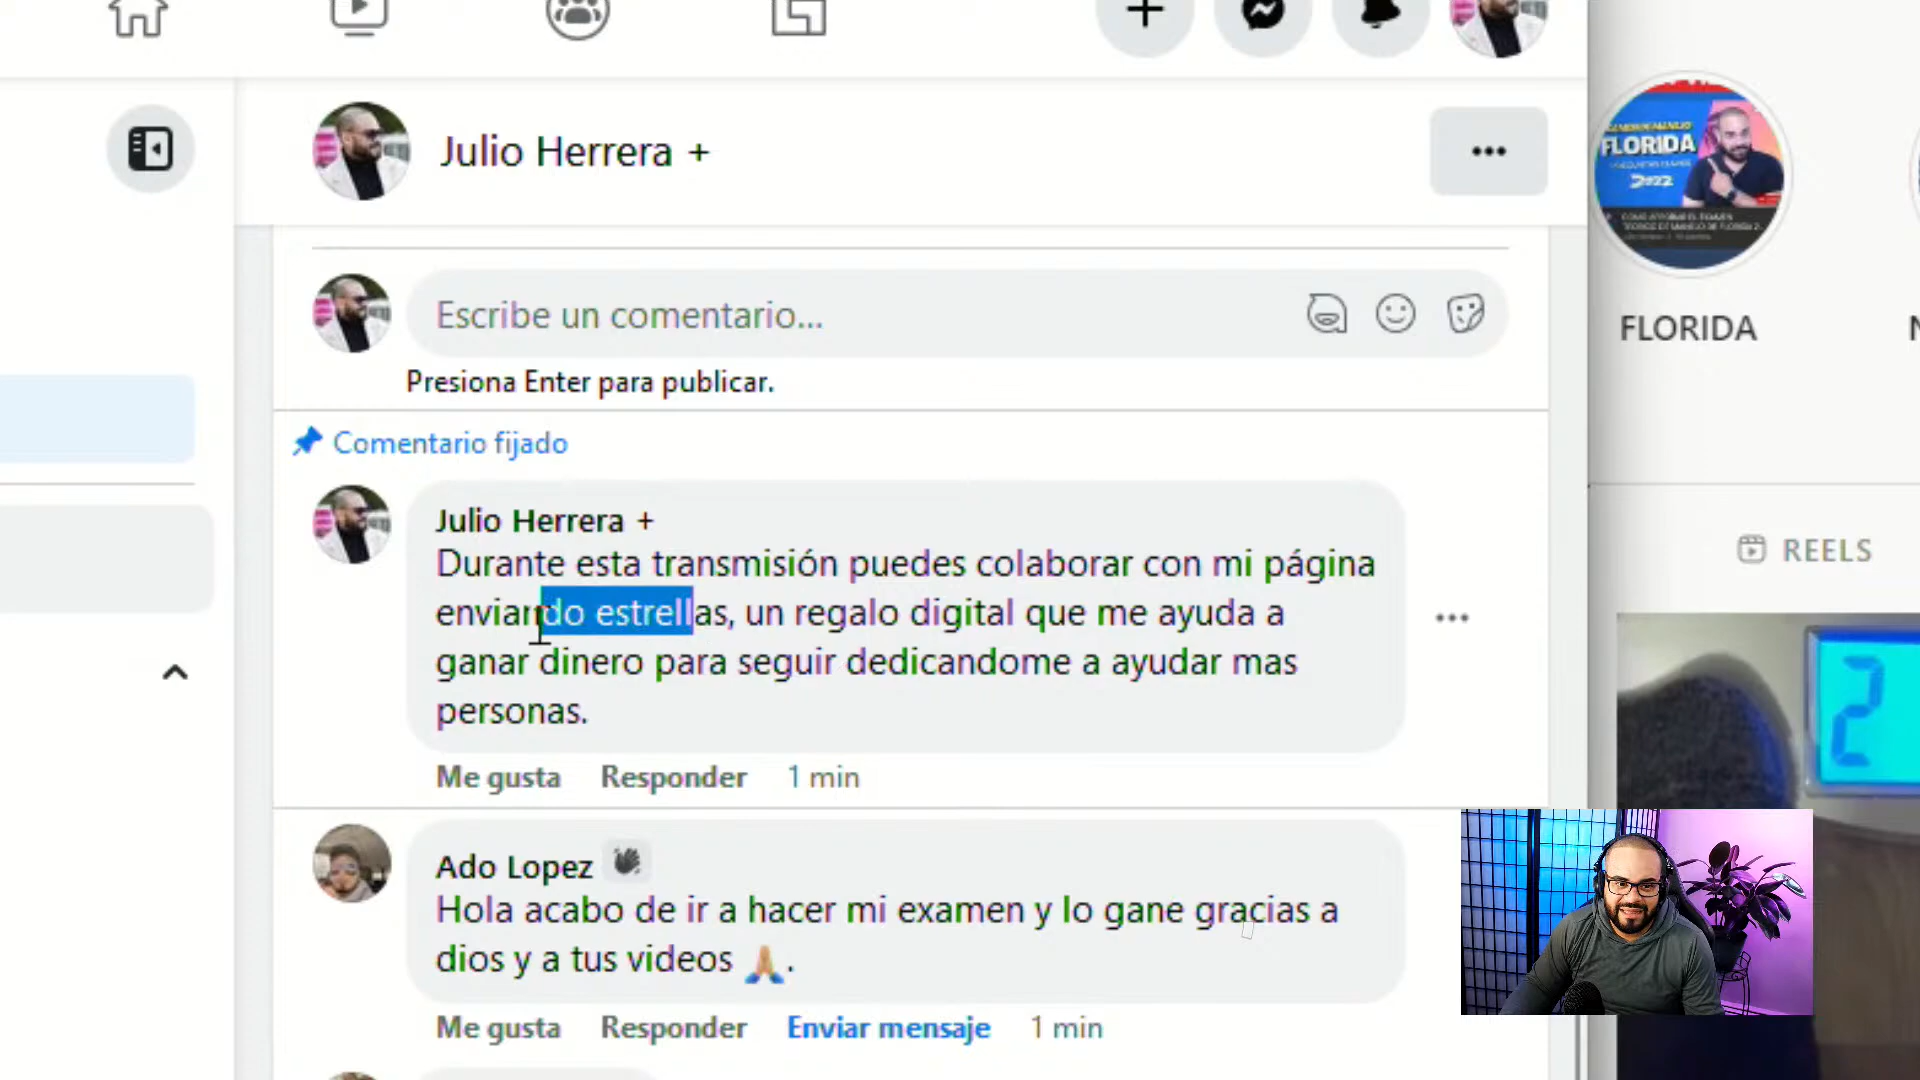 Julio Herrera +
FLORIDA
2022
FLORIDA
Escribe un comentario...
Presiona Enter para publicar.
Comentario fijado
Julio Herrera +
Durante esta transmisión puedes colaborar con mi página
enviando estrellas, un regalo digital que me ayuda a
ganar dinero para seguir dedicandome a ayudar mas
personas.
Me gusta Responder 1 min
REELS
2
Ado Lopez
Hola acabo de ir a hacer mi examen y lo gane gracias a
dios y a tus videos 🙏🏼.
Me gusta Responder Enviar mensaje 1 min